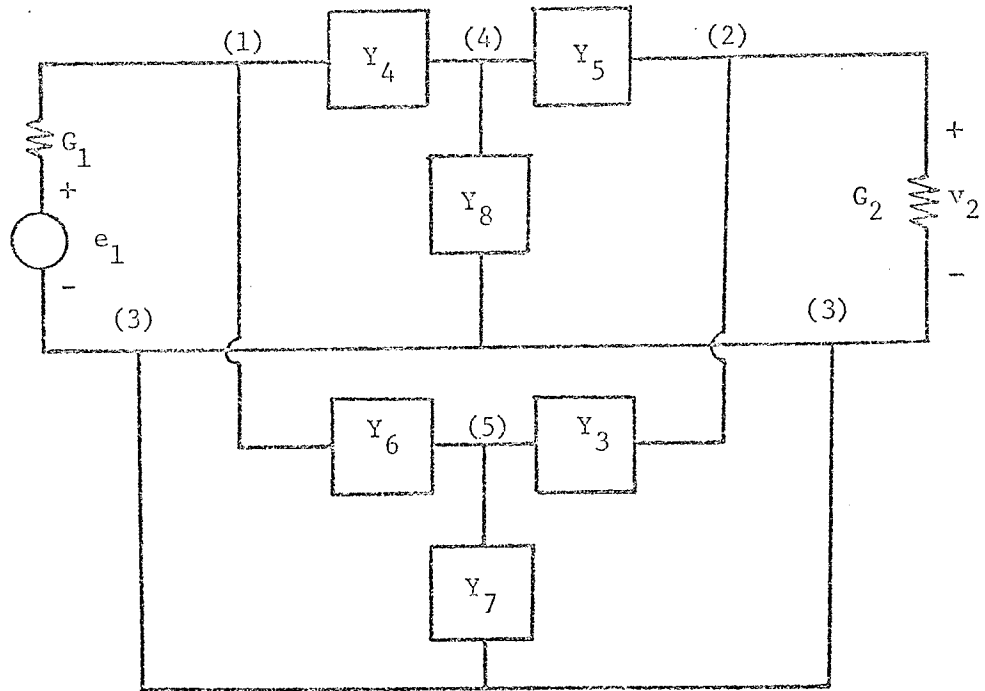 (1)
Y4
(4)
Y5
(2)
G1
+
e1
-
Y8
+
G2
v2
-
(3)
(3)
Y6
(5)
Y3
Y7